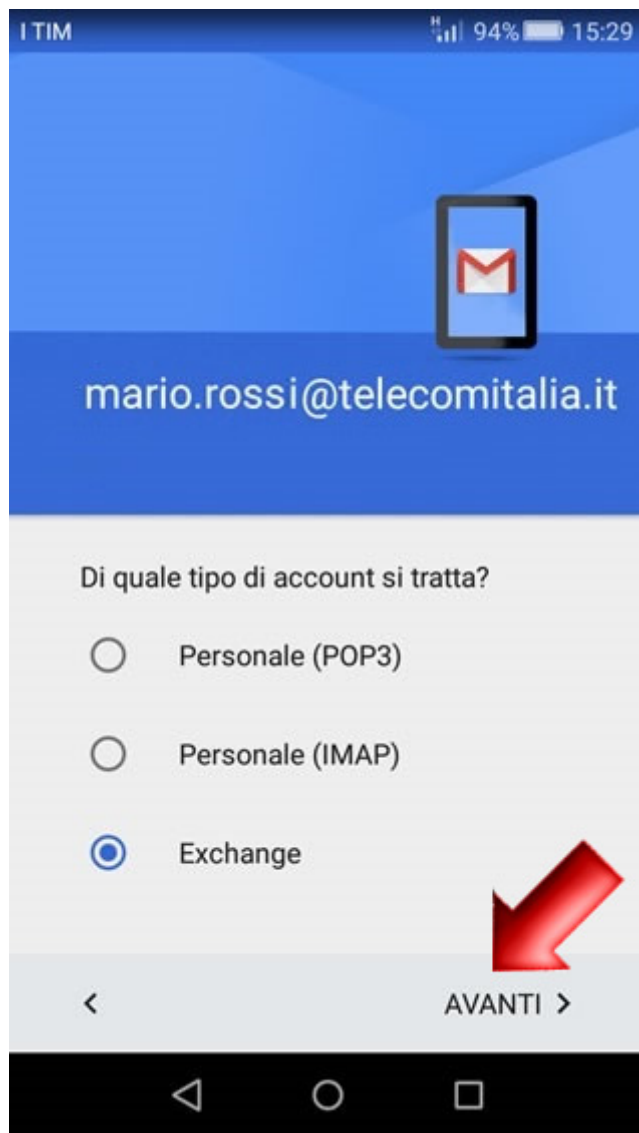 I TIM
H 94% 15:29
mario.rossi@telecomitalia.it
Di quale tipo di account si tratta?
Personale (POP3)
Personale (IMAP)
Exchange
< AVANTI >